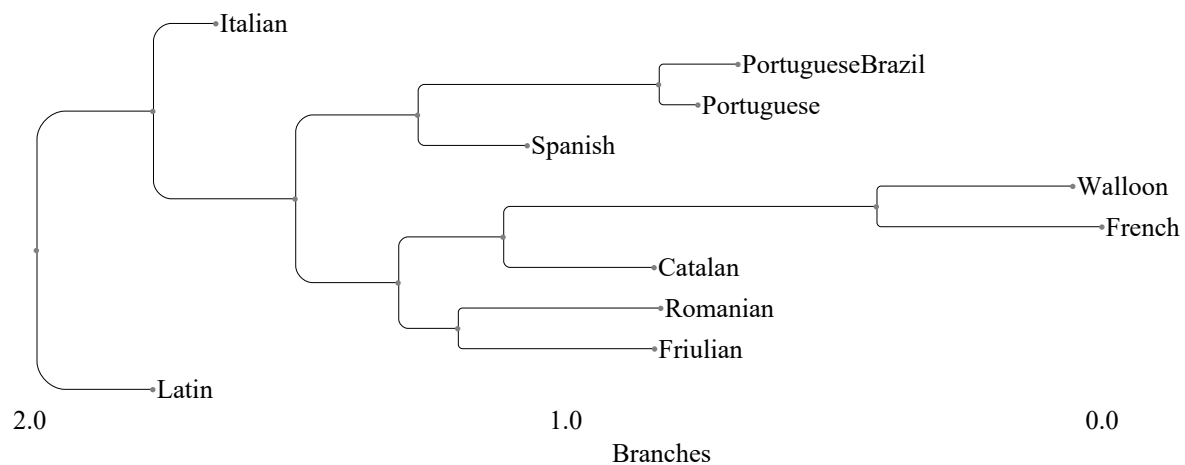 Italian
PortugueseBrazil
Portuguese
Spanish
Walloon
French
Catalan
Romanian
Friulian
Latin
2.0 1.0 0.0
Branches